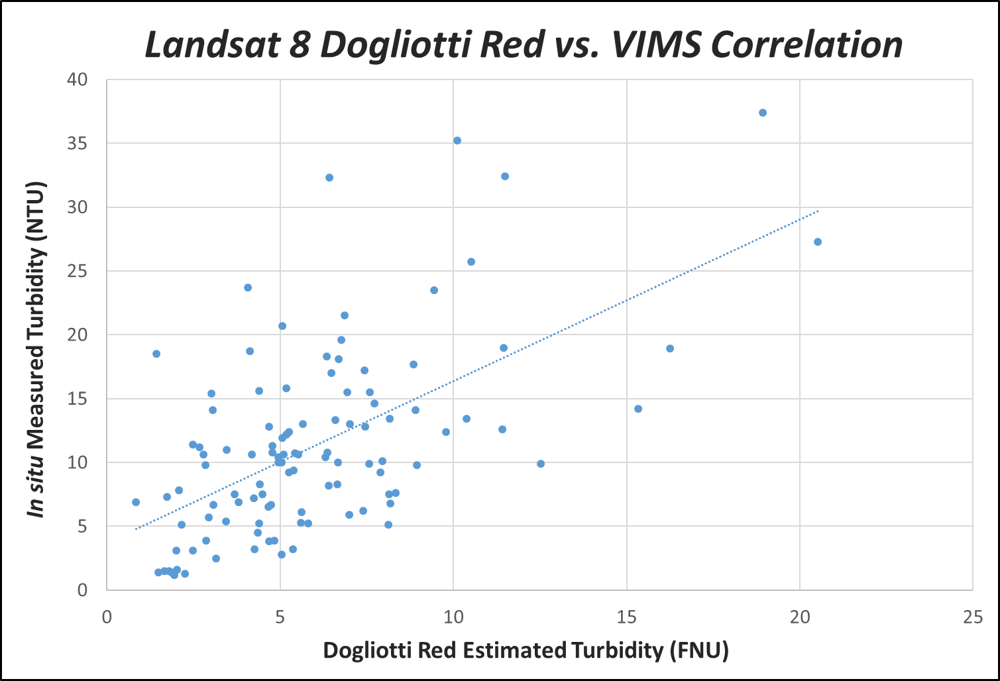 Landsat 8 Dogliotti Red vs. VIMS Correlation
In situ Measured Turbidity (NTU)
40
35
30
25
20
15
10
5
0
0 5 10 15 20 25
Dogliotti Red Estimated Turbidity (FNU)